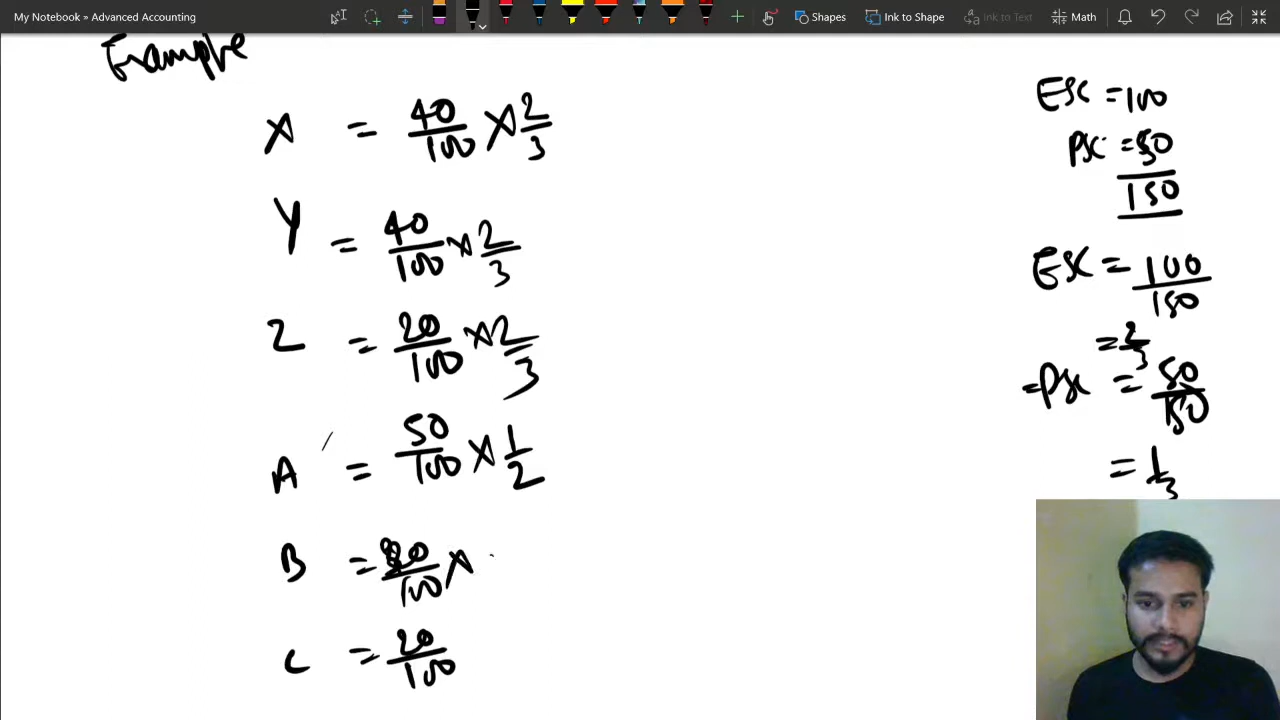 My Notebook » Advanced Accounting
Shapes
Ink to Shape
Ink to Text
Math
Example
X = 40/100 × 2/3
Y = 40/100 × 2/3
Z = 20/100 × 2/3
A = 50/100 × 1/2
B = 30/100 ×
C = 20/100
ESC = 100
PSC = 50
150
ESC = 100/150
= 2/3
= PSC = 50/150
= 1/3